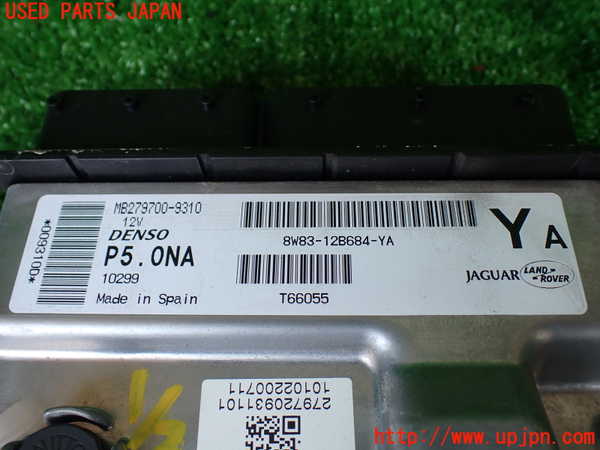 USED PARTS JAPAN
*009310D*
MB279700-9310
12V
DENSO
P5.0NA
10299
Made in Spain
8W83-12B684-YA
T66055
YA
JAGUAR
LAND ROVER
279720931101
10102200711
http://www.upjpn.com/